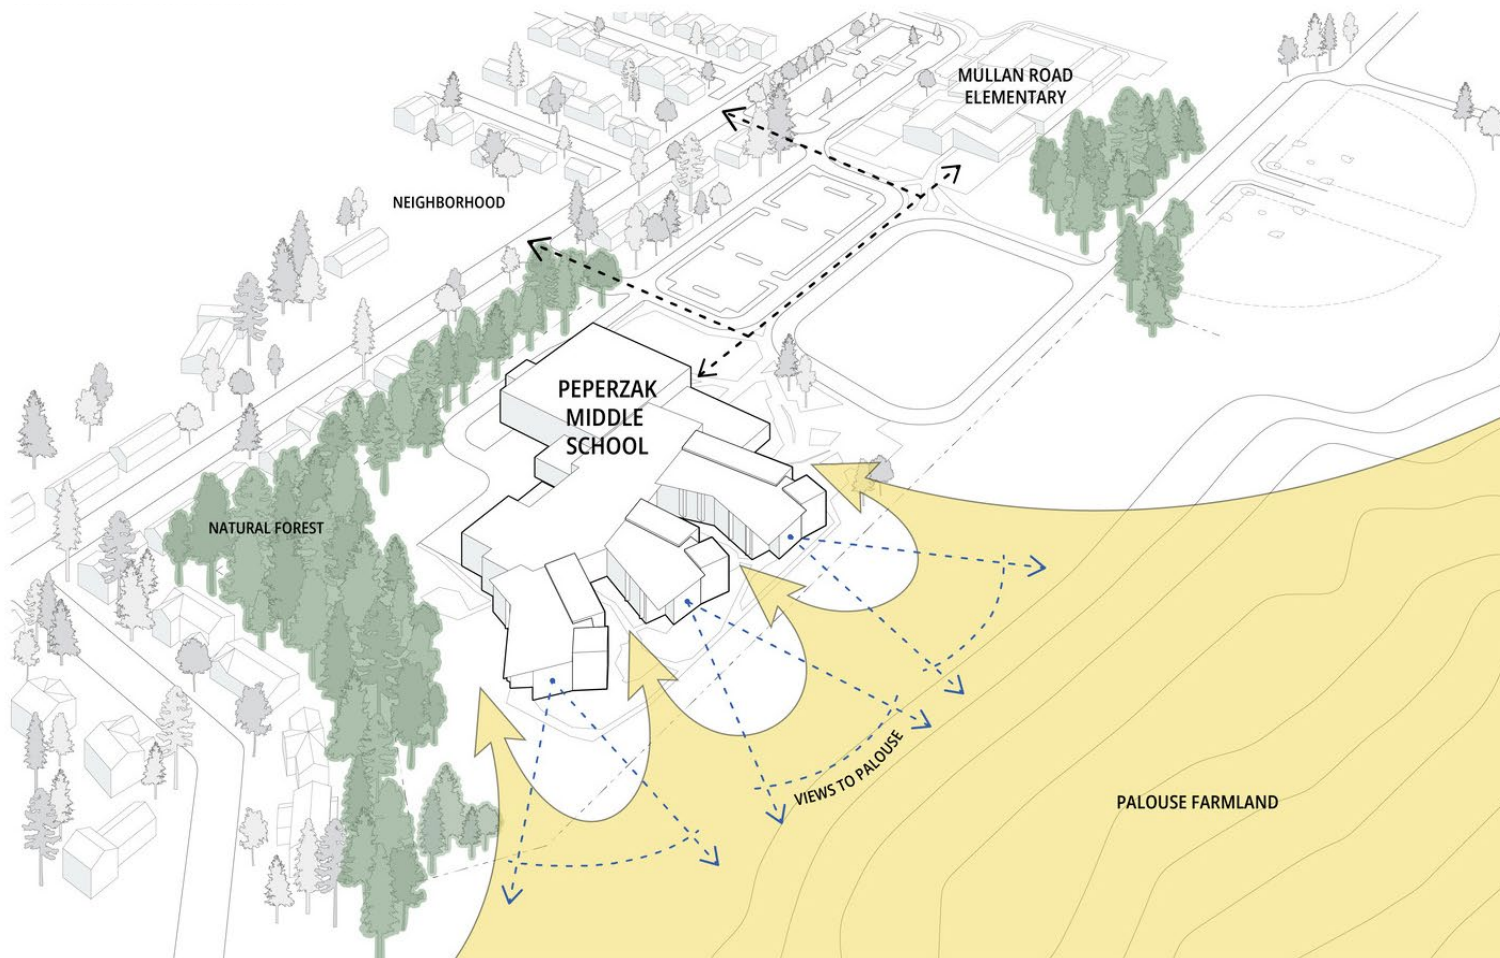 MULLAN ROAD
ELEMENTARY
NEIGHBORHOOD
PEPERZAK
MIDDLE
SCHOOL
NATURAL FOREST
VIEWS TO PALOUSE
PALOUSE FARMLAND